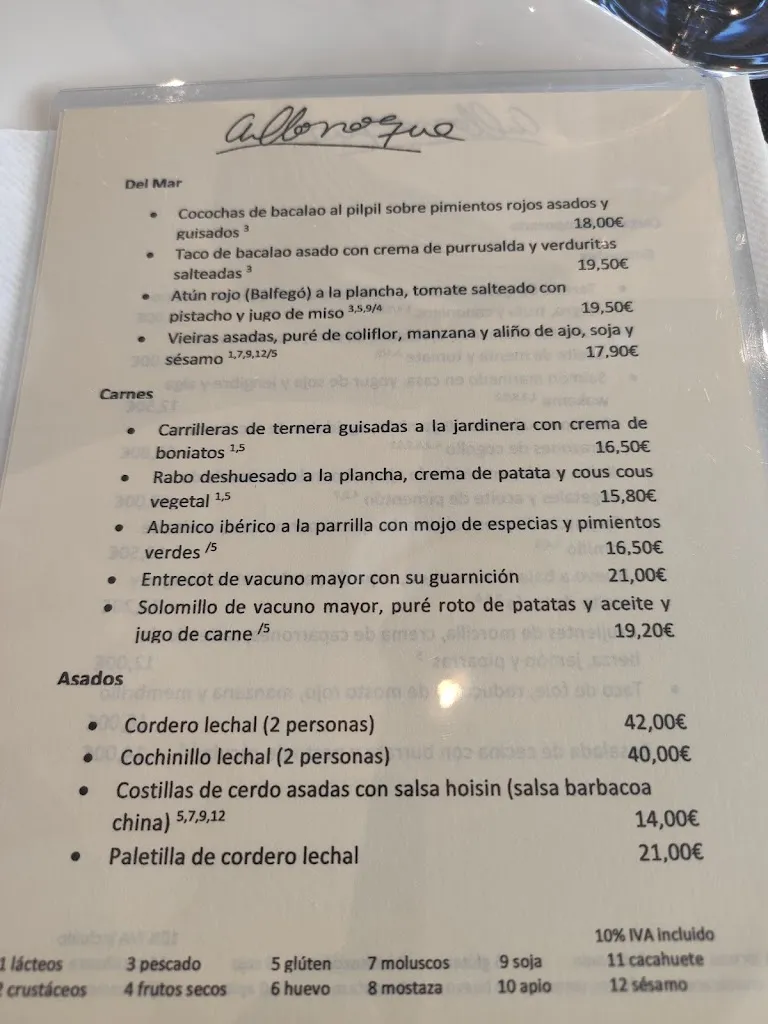 allonoque
Del Mar
• Cocochas de bacalao al pilpil sobre pimientos rojos asados y
guisados ³ 18,00€
• Taco de bacalao asado con crema de purrusalda y verduritas
salteadas ³ 19,50€
• Atún rojo (Balfegó) a la plancha, tomate salteado con
pistacho y jugo de miso 3,5,9/4 19,50€
• Vieiras asadas, puré de coliflor, manzana y aliño de ajo, soja y
sésamo 1,7,9,12/5 17,90€
Carnes
• Carrilleras de ternera guisadas a la jardinera con crema de
boniatos 1,5 16,50€
• Rabo deshuesado a la plancha, crema de patata y cous cous
vegetal 1,5 15,80€
• Abanico ibérico a la parrilla con mojo de especias y pimientos
verdes /5 16,50€
• Entrecot de vacuno mayor con su guarnición 21,00€
• Solomillo de vacuno mayor, puré roto de patatas y aceite y
jugo de carne /5 19,20€
Asados
• Cordero lechal (2 personas) 42,00€
• Cochinillo lechal (2 personas) 40,00€
• Costillas de cerdo asadas con salsa hoisin (salsa barbacoa
china) 5,7,9,12 14,00€
• Paletilla de cordero lechal 21,00€
10% IVA incluido
1 lácteos 3 pescado 5 glúten 7 moluscos 9 soja 11 cacahuete
2 crustáceos 4 frutos secos 6 huevo 8 mostaza 10 apio 12 sésamo